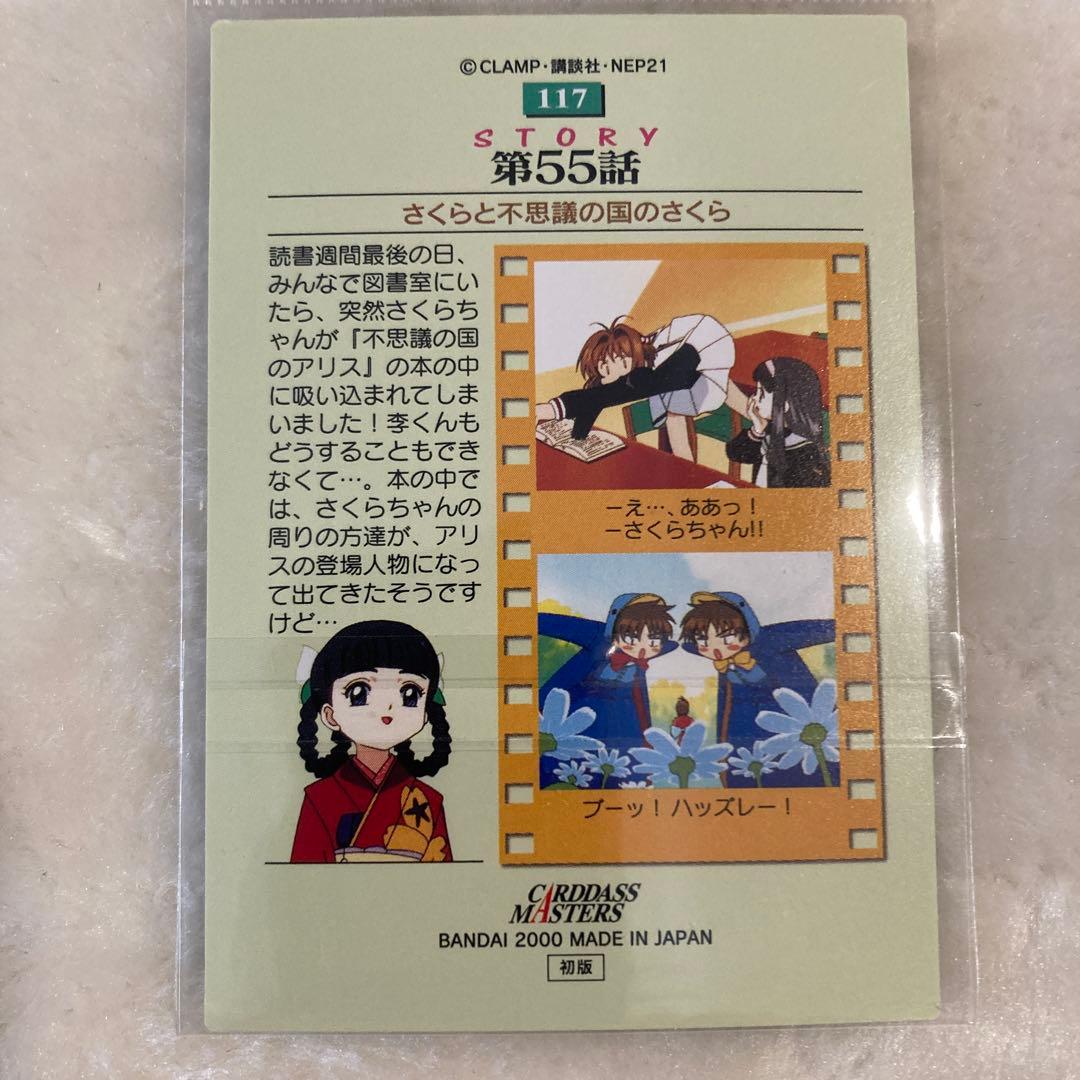 ©CLAMP・講談社・NEP21
117
STORY
第55話
さくらと不思議の国のさくら
読書週間最後の日、
みんなで図書室にい
たら、突然さくらち
ゃんが『不思議の国
のアリス』の本の中
に吸い込まれてしま
いました！李くんも
どうすることもでき
なくて…。本の中で
は、さくらちゃんの
周りの方達が、アリ
スの登場人物になっ
て出てきたそうです
けど…
ーえ…、ああっ！
ーさくらちゃん!!
ブーッ！ハッズレー！
CARDDASS
MASTERS
BANDAI 2000 MADE IN JAPAN
初版